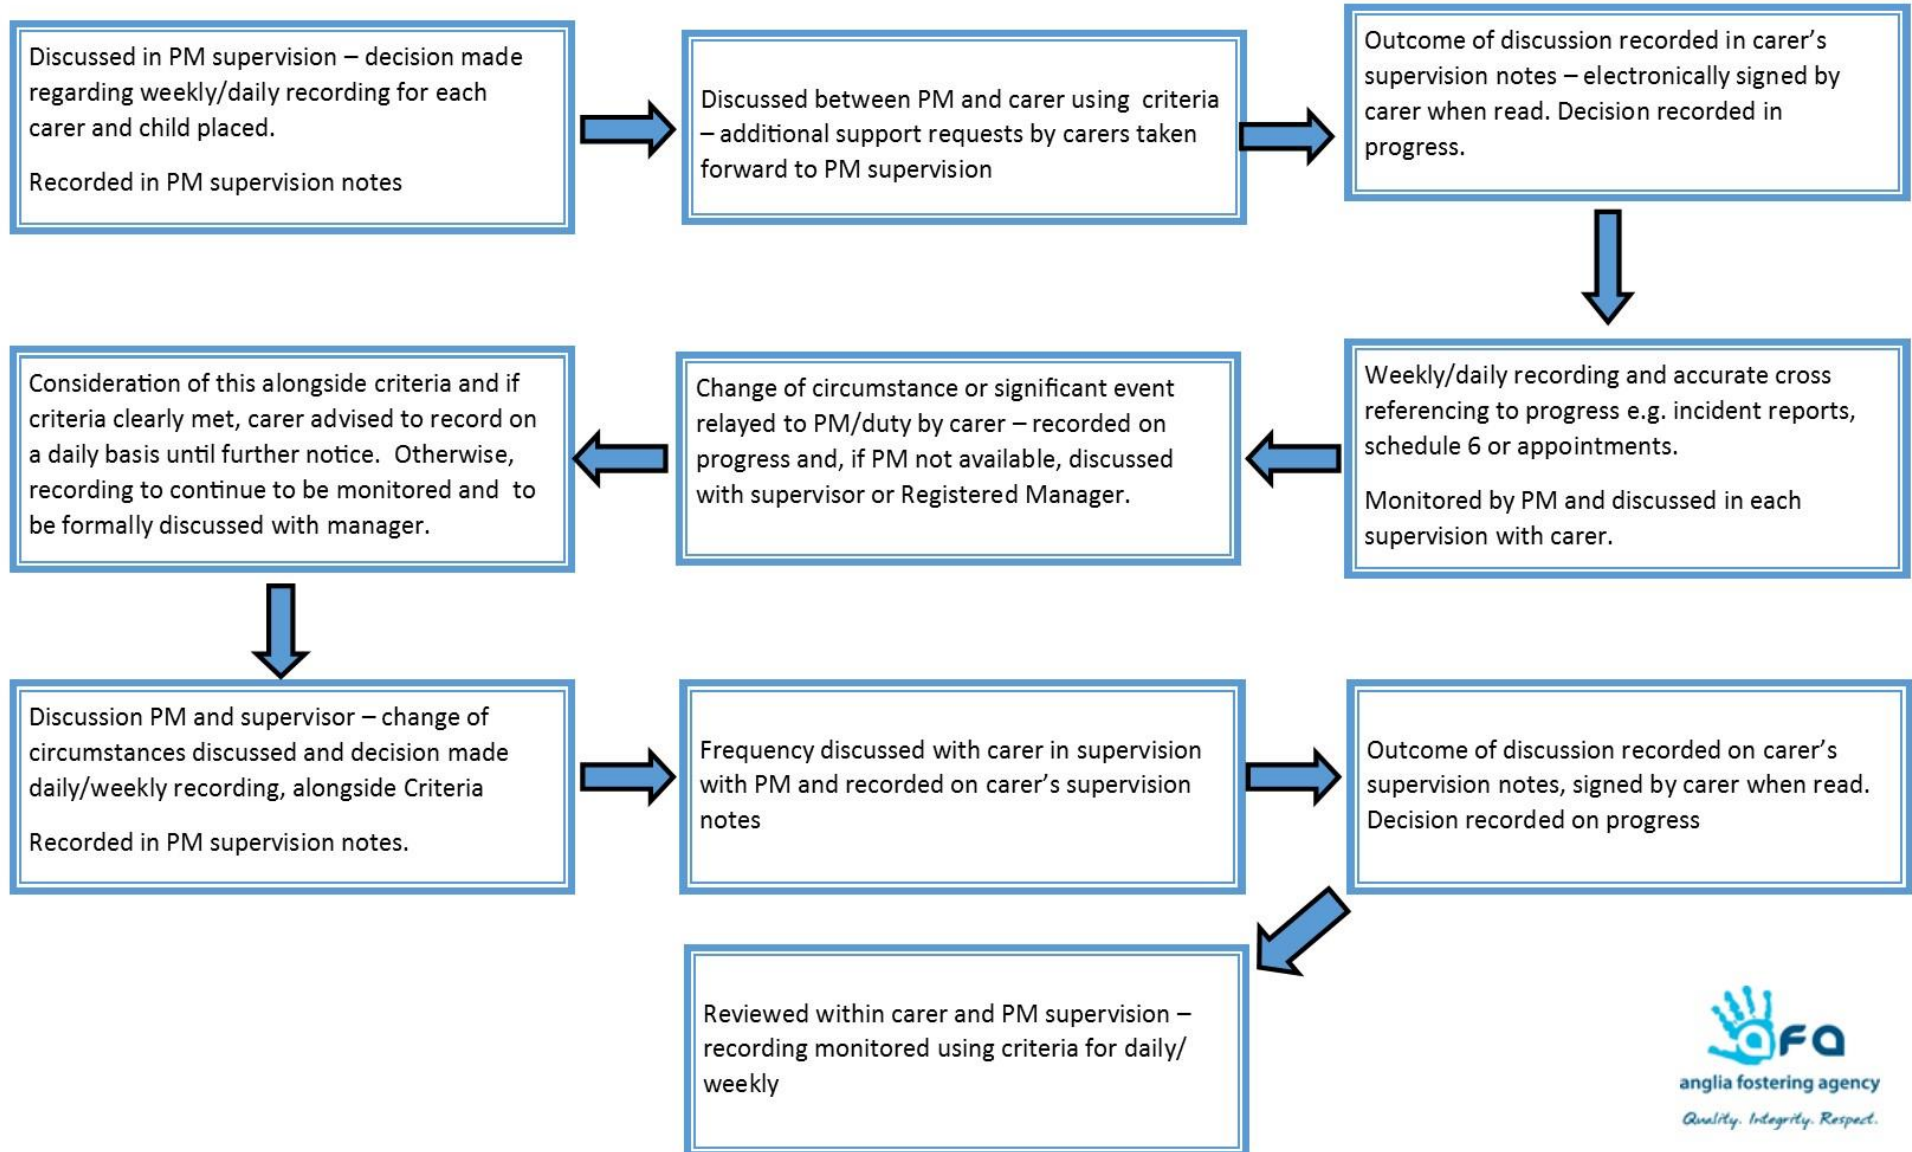 Discussed in PM supervision – decision made
regarding weekly/daily recording for each
carer and child placed.
Recorded in PM supervision notes
Discussed between PM and carer using criteria
– additional support requests by carers taken
forward to PM supervision
Outcome of discussion recorded in carer's
supervision notes – electronically signed by
carer when read. Decision recorded in
progress.
Weekly/daily recording and accurate cross
referencing to progress e.g. incident reports,
schedule 6 or appointments.
Monitored by PM and discussed in each
supervision with carer.
Change of circumstance or significant event
relayed to PM/duty by carer – recorded on
progress and, if PM not available, discussed
with supervisor or Registered Manager.
Consideration of this alongside criteria and if
criteria clearly met, carer advised to record on
a daily basis until further notice. Otherwise,
recording to continue to be monitored and to
be formally discussed with manager.
Discussion PM and supervisor – change of
circumstances discussed and decision made
daily/weekly recording, alongside Criteria
Recorded in PM supervision notes.
Frequency discussed with carer in supervision
with PM and recorded on carer's supervision
notes
Outcome of discussion recorded on carer's
supervision notes, signed by carer when read.
Decision recorded on progress
Reviewed within carer and PM supervision –
recording monitored using criteria for daily/
weekly
afa
anglia fostering agency
Quality. Integrity. Respect.